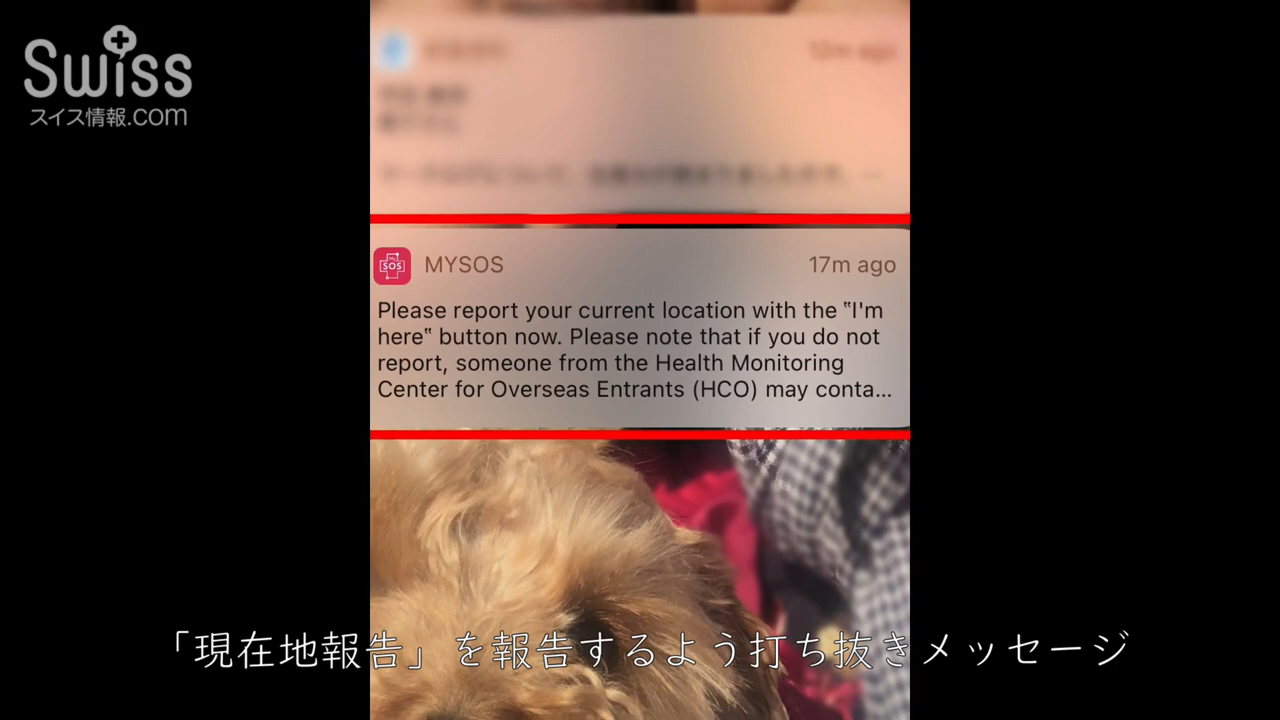 Swiss
スイス情報.com
12m ago
MYSOS
17m ago
Please report your current location with the "I'm
here" button now. Please note that if you do not
report, someone from the Health Monitoring
Center for Overseas Entrants (HCO) may conta...
「現在地報告」を報告するよう打ち抜きメッセージ